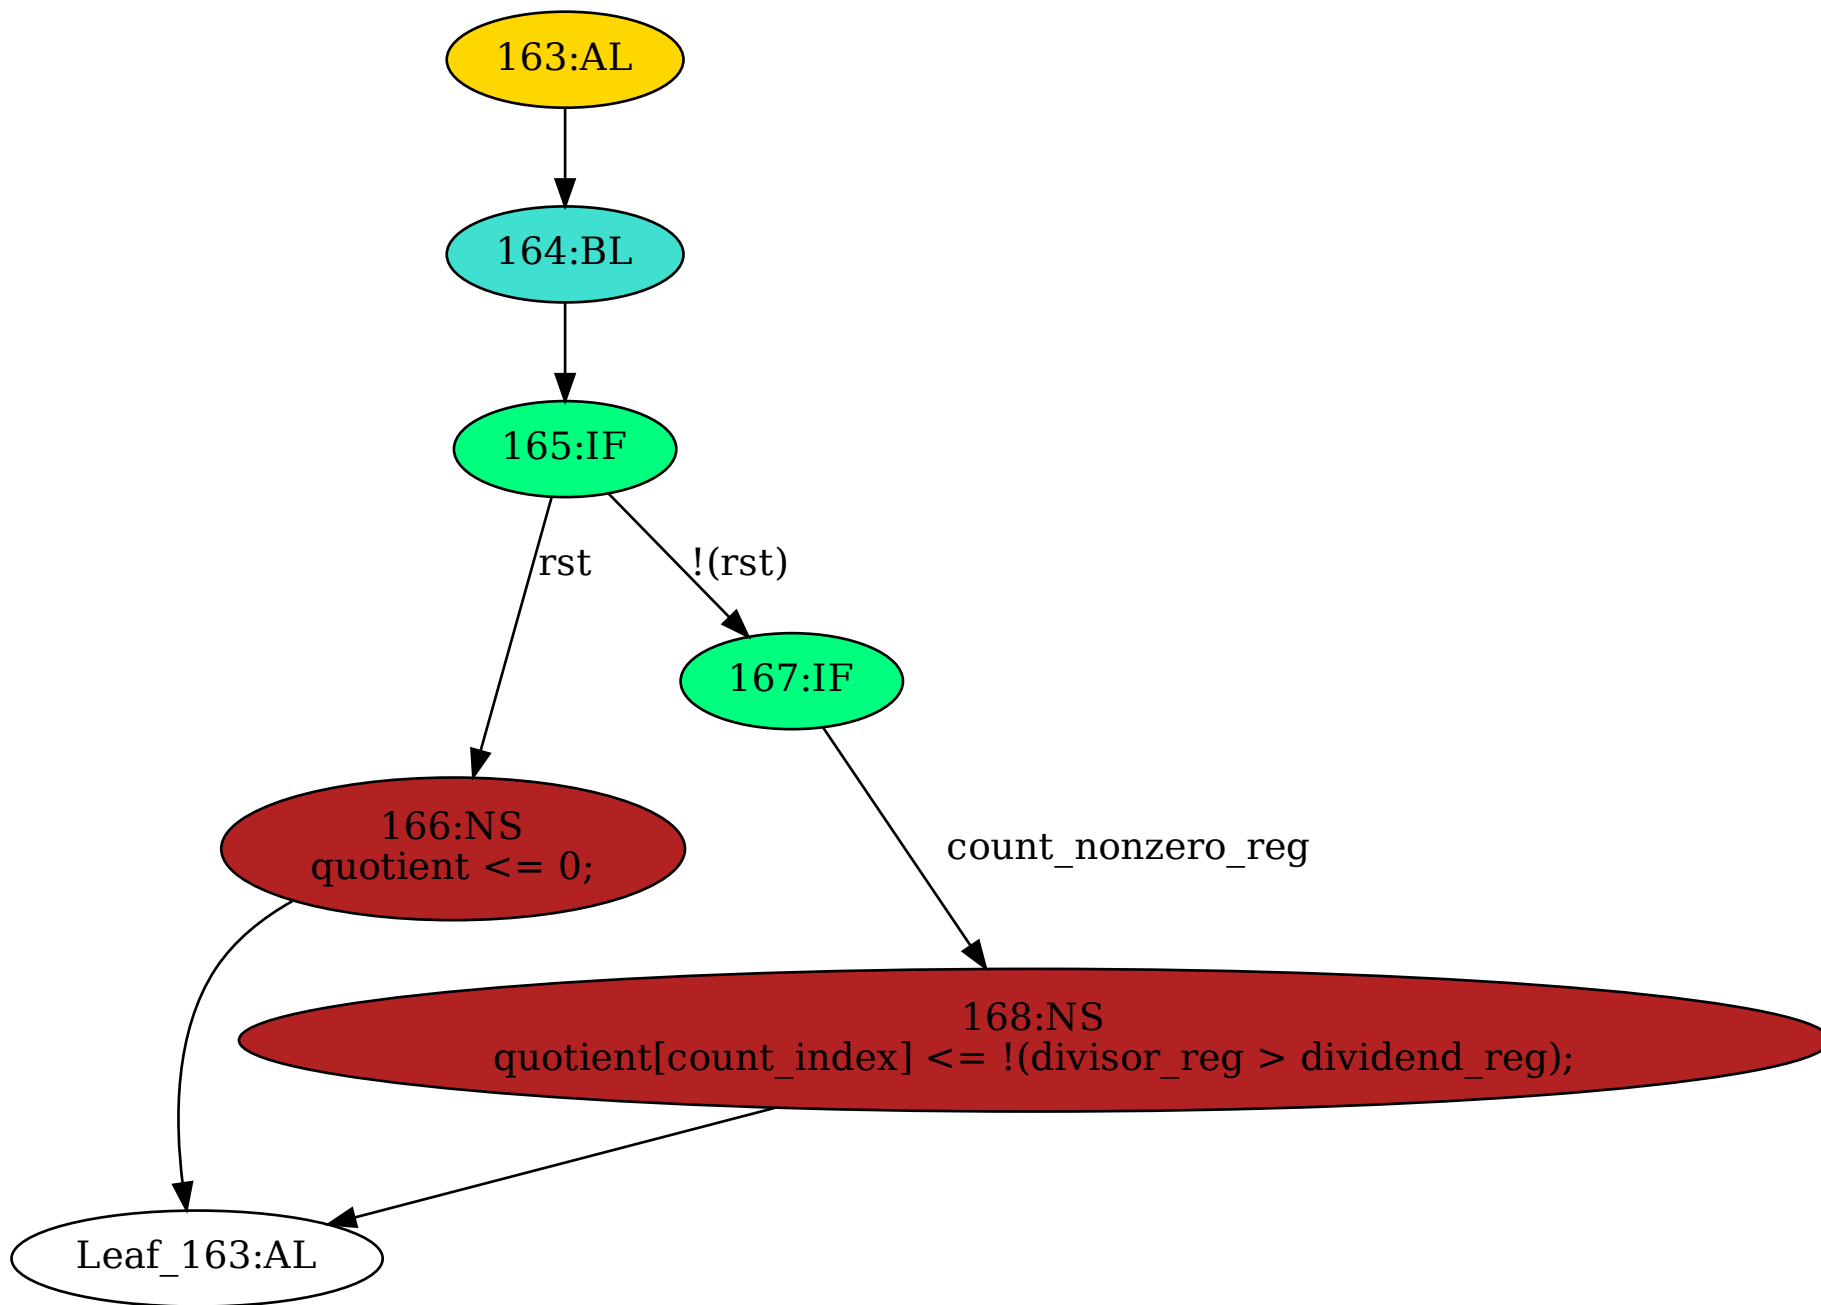 163:AL
164:BL
165:IF
rst
!(rst)
167:IF
166:NS
quotient <= 0;
count_nonzero_reg
168:NS
quotient[count_index] <= !(divisor_reg > dividend_reg);
Leaf_163:AL